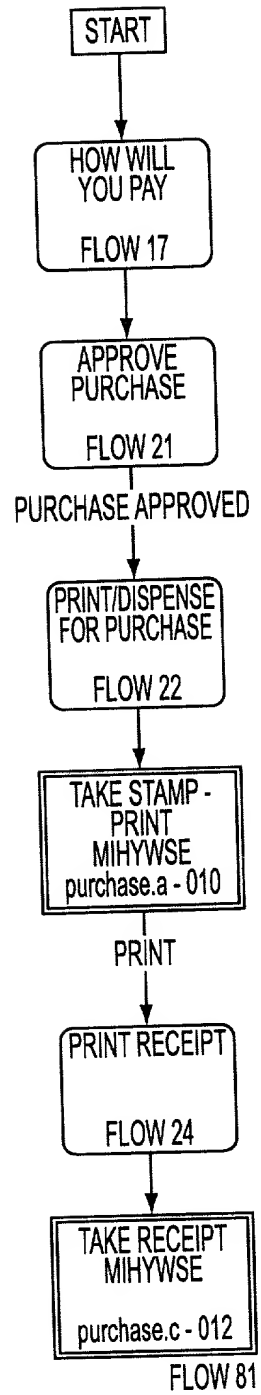 START
HOW WILL
YOU PAY
FLOW 17
APPROVE
PURCHASE
FLOW 21
PURCHASE APPROVED
PRINT/DISPENSE
FOR PURCHASE
FLOW 22
TAKE STAMP -
PRINT
MIHYWSE
purchase.a - 010
PRINT
PRINT RECEIPT
FLOW 24
TAKE RECEIPT
MIHYWSE
purchase.c - 012
FLOW 81